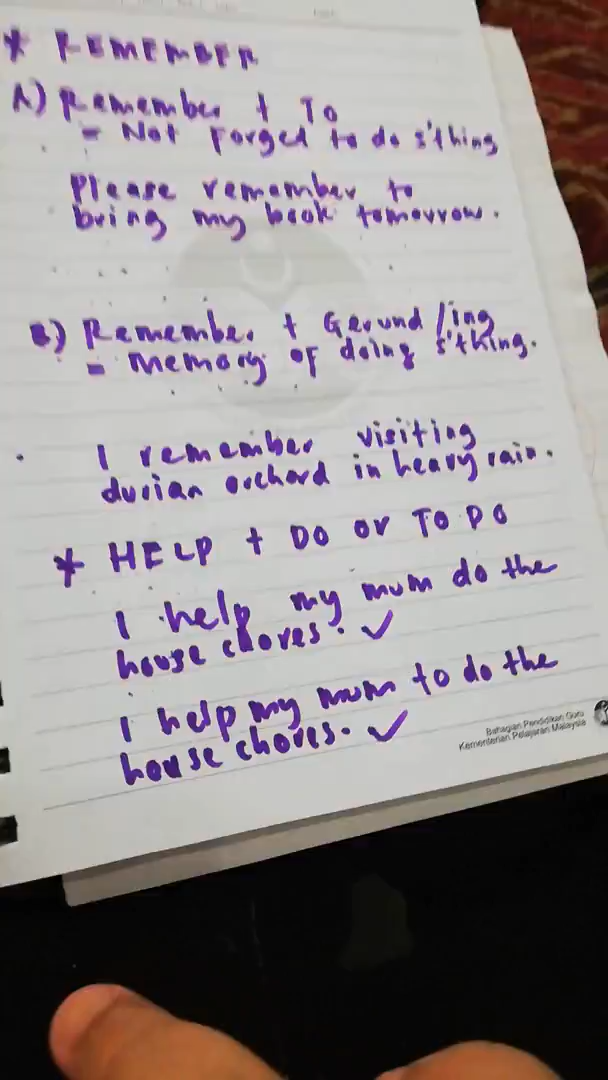 * REMEMBER
A) Remember + To
= Not Forged to do s'thing
Please remember to
bring my book tomorrow.
B) Remember + Gerund /ing
= memory of doing s'thing.
I remember visiting
durian orchard in heavy rain.
* HELP + DO or TO DO
I help my mum do the
house chores. ✓
I help my mum to do the
house chores. ✓
Bahagian Pendidikan Guru
Kementerian Pelajaran Malaysia